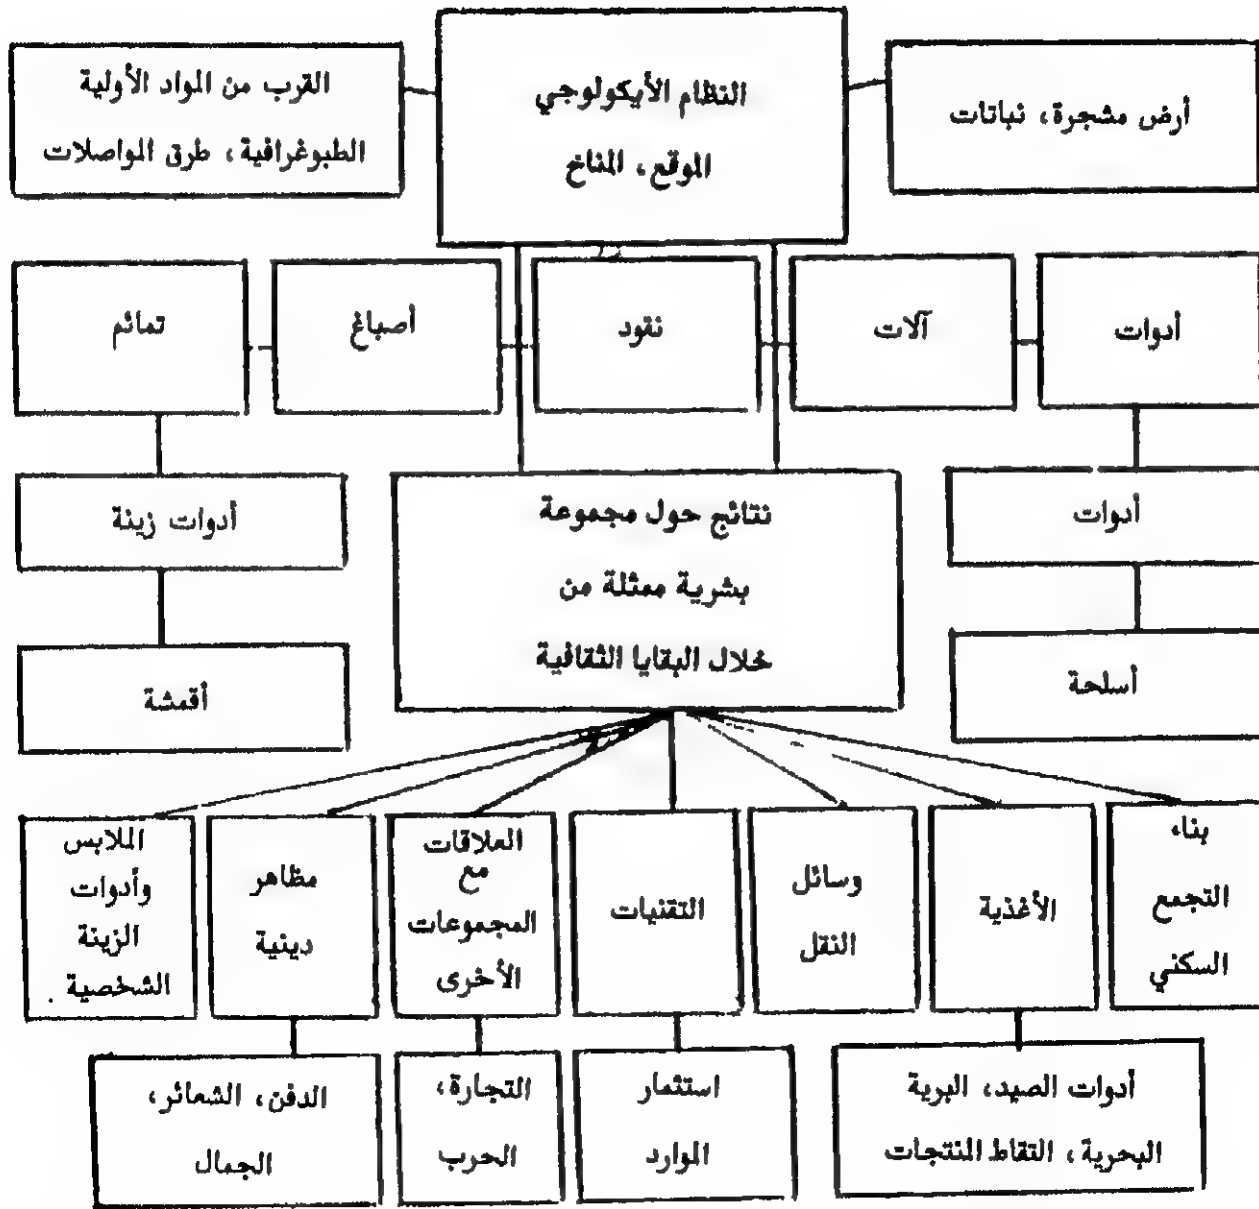 النظام الأيكولوجي
الموقع، المناخ
أرض مشجرة، نباتات
القرب من المواد الأولية
الطبوغرافية، طرق المواصلات
أدوات
آلات
نقود
أصباغ
تمائم
أدوات
أدوات زينة
نتائج حول مجموعة
بشرية ممثلة من
خلال البقايا الثقافية
أسلحة
أقمشة
بناء
التجمع
السكني
الأغذية
وسائل
النقل
التقنيات
العلاقات
مع
المجموعات
الأخرى
مظاهر
دينية
الملابس
وأدوات
الزينة
الشخصية .
أدوات الصيد، البرية
البحرية، التقاط المنتجات
استثمار
الموارد
التجارة،
الحرب
الدفن، الشعائر،
الجمال